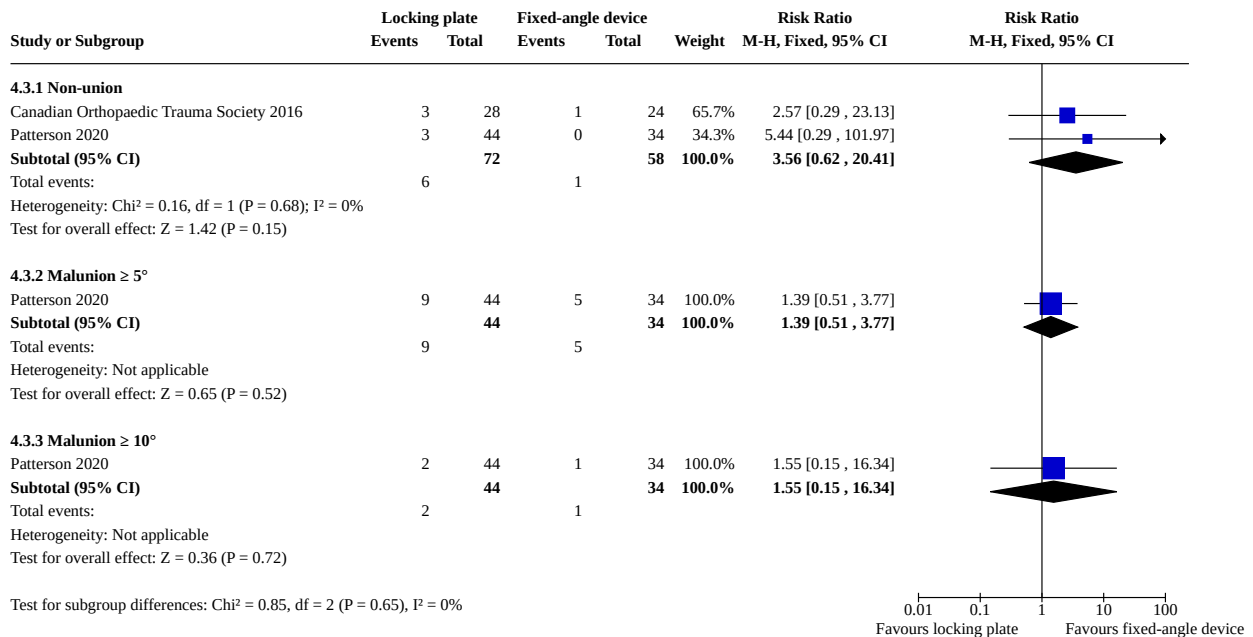 Locking plate Fixed-angle device Risk Ratio Risk Ratio
Study or Subgroup Events Total Events Total Weight M-H, Fixed, 95% CI M-H, Fixed, 95% CI
4.3.1 Non-union
Canadian Orthopaedic Trauma Society 2016 3 28 1 24 65.7% 2.57 [0.29 , 23.13]
Patterson 2020 3 44 0 34 34.3% 5.44 [0.29 , 101.97]
Subtotal (95% CI) 72 58 100.0% 3.56 [0.62 , 20.41]
Total events: 6 1
Heterogeneity: Chi² = 0.16, df = 1 (P = 0.68); I² = 0%
Test for overall effect: Z = 1.42 (P = 0.15)
4.3.2 Malunion ≥ 5°
Patterson 2020 9 44 5 34 100.0% 1.39 [0.51 , 3.77]
Subtotal (95% CI) 44 34 100.0% 1.39 [0.51 , 3.77]
Total events: 9 5
Heterogeneity: Not applicable
Test for overall effect: Z = 0.65 (P = 0.52)
4.3.3 Malunion ≥ 10°
Patterson 2020 2 44 1 34 100.0% 1.55 [0.15 , 16.34]
Subtotal (95% CI) 44 34 100.0% 1.55 [0.15 , 16.34]
Total events: 2 1
Heterogeneity: Not applicable
Test for overall effect: Z = 0.36 (P = 0.72)
Test for subgroup differences: Chi² = 0.85, df = 2 (P = 0.65), I² = 0%
0.01 0.1 1 10 100
Favours locking plate Favours fixed-angle device